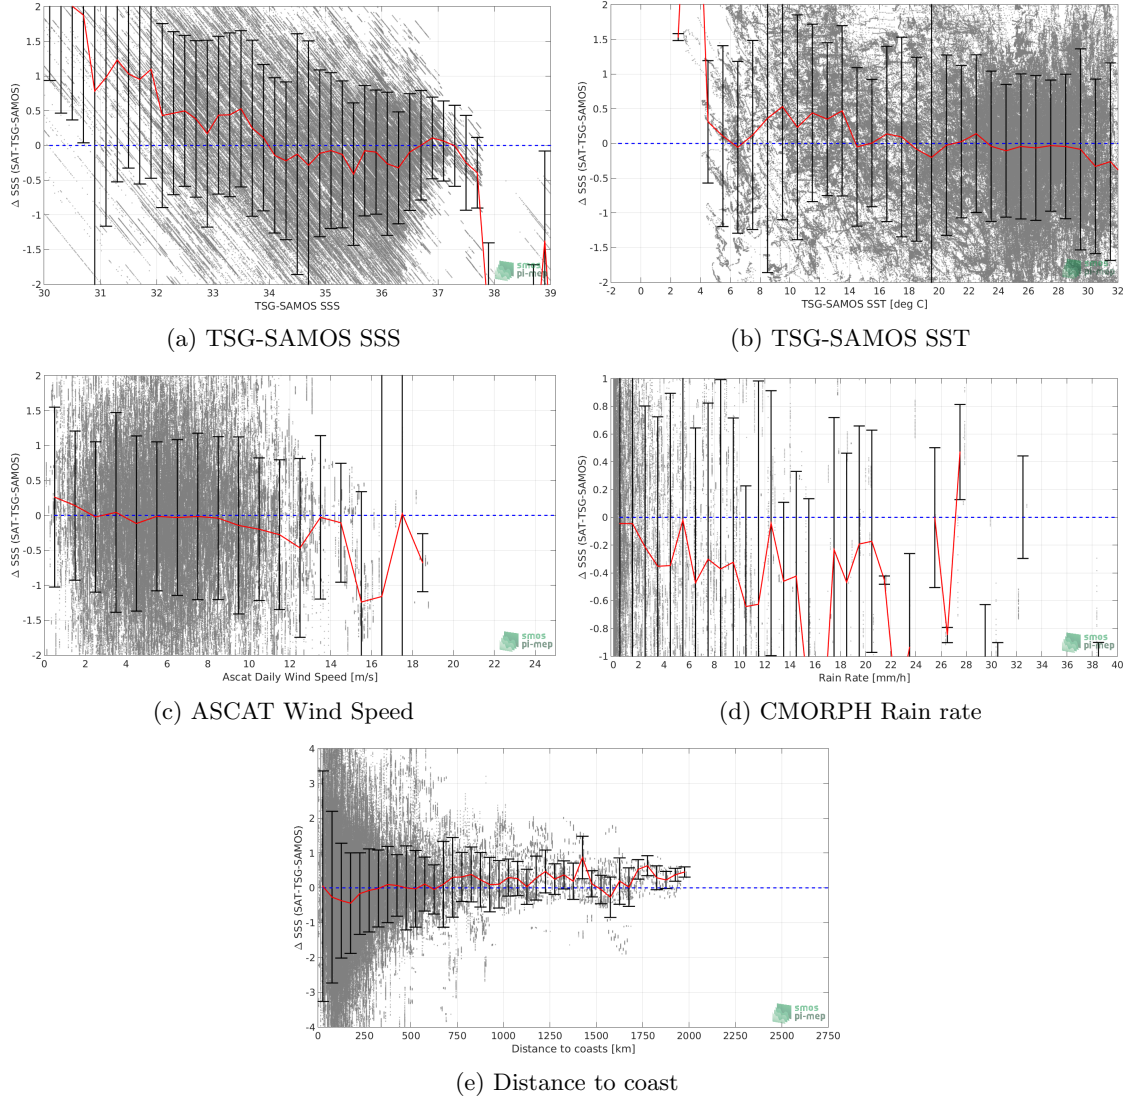 2
1.5
1
0.5
0
-0.5
-1
-1.5
-2
Δ SSS (SAT-TSG-SAMOS)
30 31 32 33 34 35 36 37 38 39
TSG-SAMOS SSS
smos
pi-mep
(a) TSG-SAMOS SSS
2
1.5
1
0.5
0
-0.5
-1
-1.5
-2
Δ SSS (SAT-TSG-SAMOS)
-2 0 2 4 6 8 10 12 14 16 18 20 22 24 26 28 30 32
TSG-SAMOS SST [deg C]
smos
pi-mep
(b) TSG-SAMOS SST
2
1.5
1
0.5
0
-0.5
-1
-1.5
-2
Δ SSS (SAT-TSG-SAMOS)
0 2 4 6 8 10 12 14 16 18 20 22 24
Ascat Daily Wind Speed [m/s]
smos
pi-mep
(c) ASCAT Wind Speed
1
0.8
0.6
0.4
0.2
0
-0.2
-0.4
-0.6
-0.8
-1
Δ SSS (SAT-TSG-SAMOS)
0 2 4 6 8 10 12 14 16 18 20 22 24 26 28 30 32 34 36 38 40
Rain Rate [mm/h]
smos
pi-mep
(d) CMORPH Rain rate
4
3
2
1
0
-1
-2
-3
-4
Δ SSS (SAT-TSG-SAMOS)
0 250 500 750 1000 1250 1500 1750 2000 2250 2500 2750
Distance to coasts [km]
smos
pi-mep
(e) Distance to coast